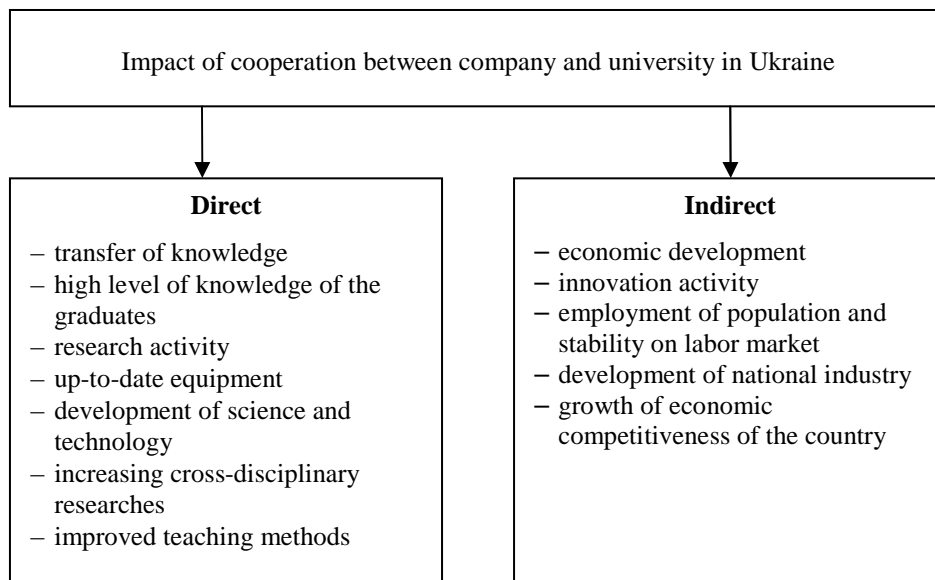 Impact of cooperation between company and university in Ukraine
Direct
– transfer of knowledge
– high level of knowledge of the
graduates
– research activity
– up-to-date equipment
– development of science and
technology
– increasing cross-disciplinary
researches
– improved teaching methods
Indirect
– economic development
– innovation activity
– employment of population and
stability on labor market
– development of national industry
– growth of economic
competitiveness of the country